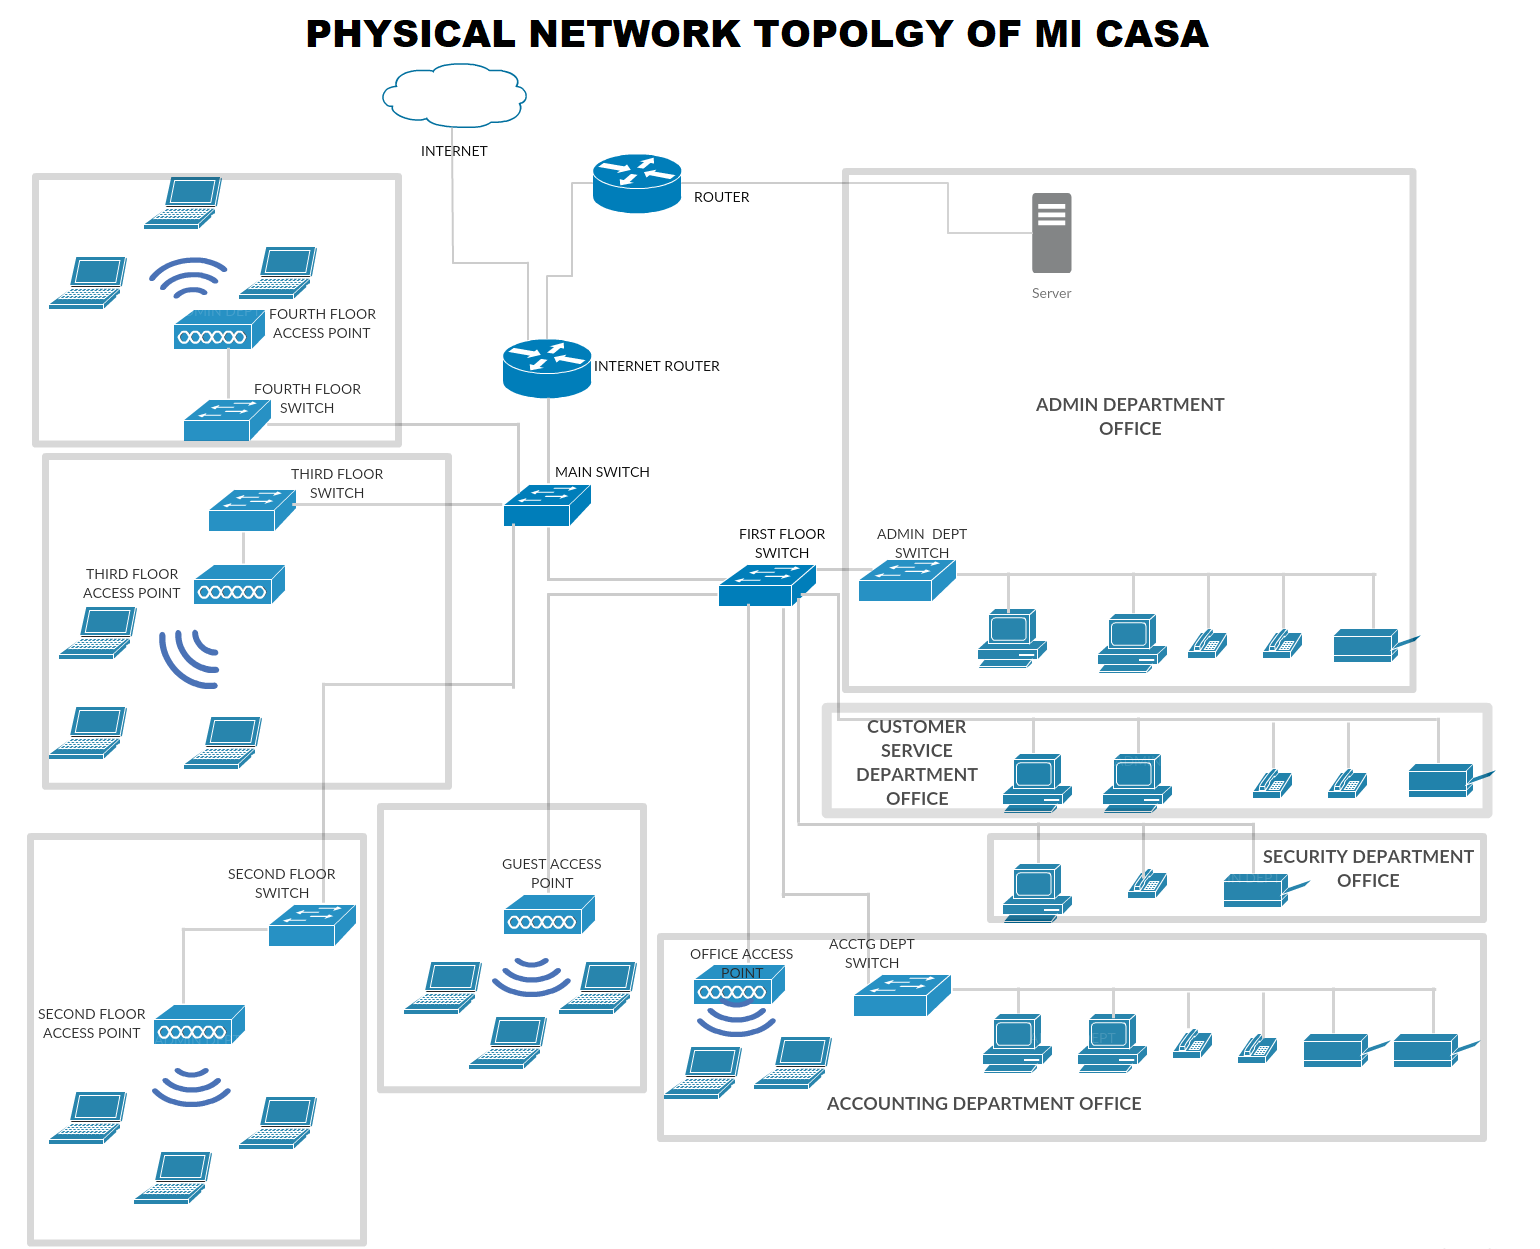 PHYSICAL NETWORK TOPOLGY OF MI CASA
INTERNET
ROUTER
Server
FOURTH FLOOR
ACCESS POINT
INTERNET ROUTER
FOURTH FLOOR
SWITCH
ADMIN DEPARTMENT
OFFICE
MAIN SWITCH
THIRD FLOOR
SWITCH
FIRST FLOOR
SWITCH
ADMIN DEPT
SWITCH
THIRD FLOOR
ACCESS POINT
CUSTOMER
SERVICE
DEPARTMENT
OFFICE
SECURITY DEPARTMENT
OFFICE
GUEST ACCESS
POINT
SECOND FLOOR
SWITCH
OFFICE ACCESS
POINT
ACCTG DEPT
SWITCH
SECOND FLOOR
ACCESS POINT
ACCOUNTING DEPARTMENT OFFICE